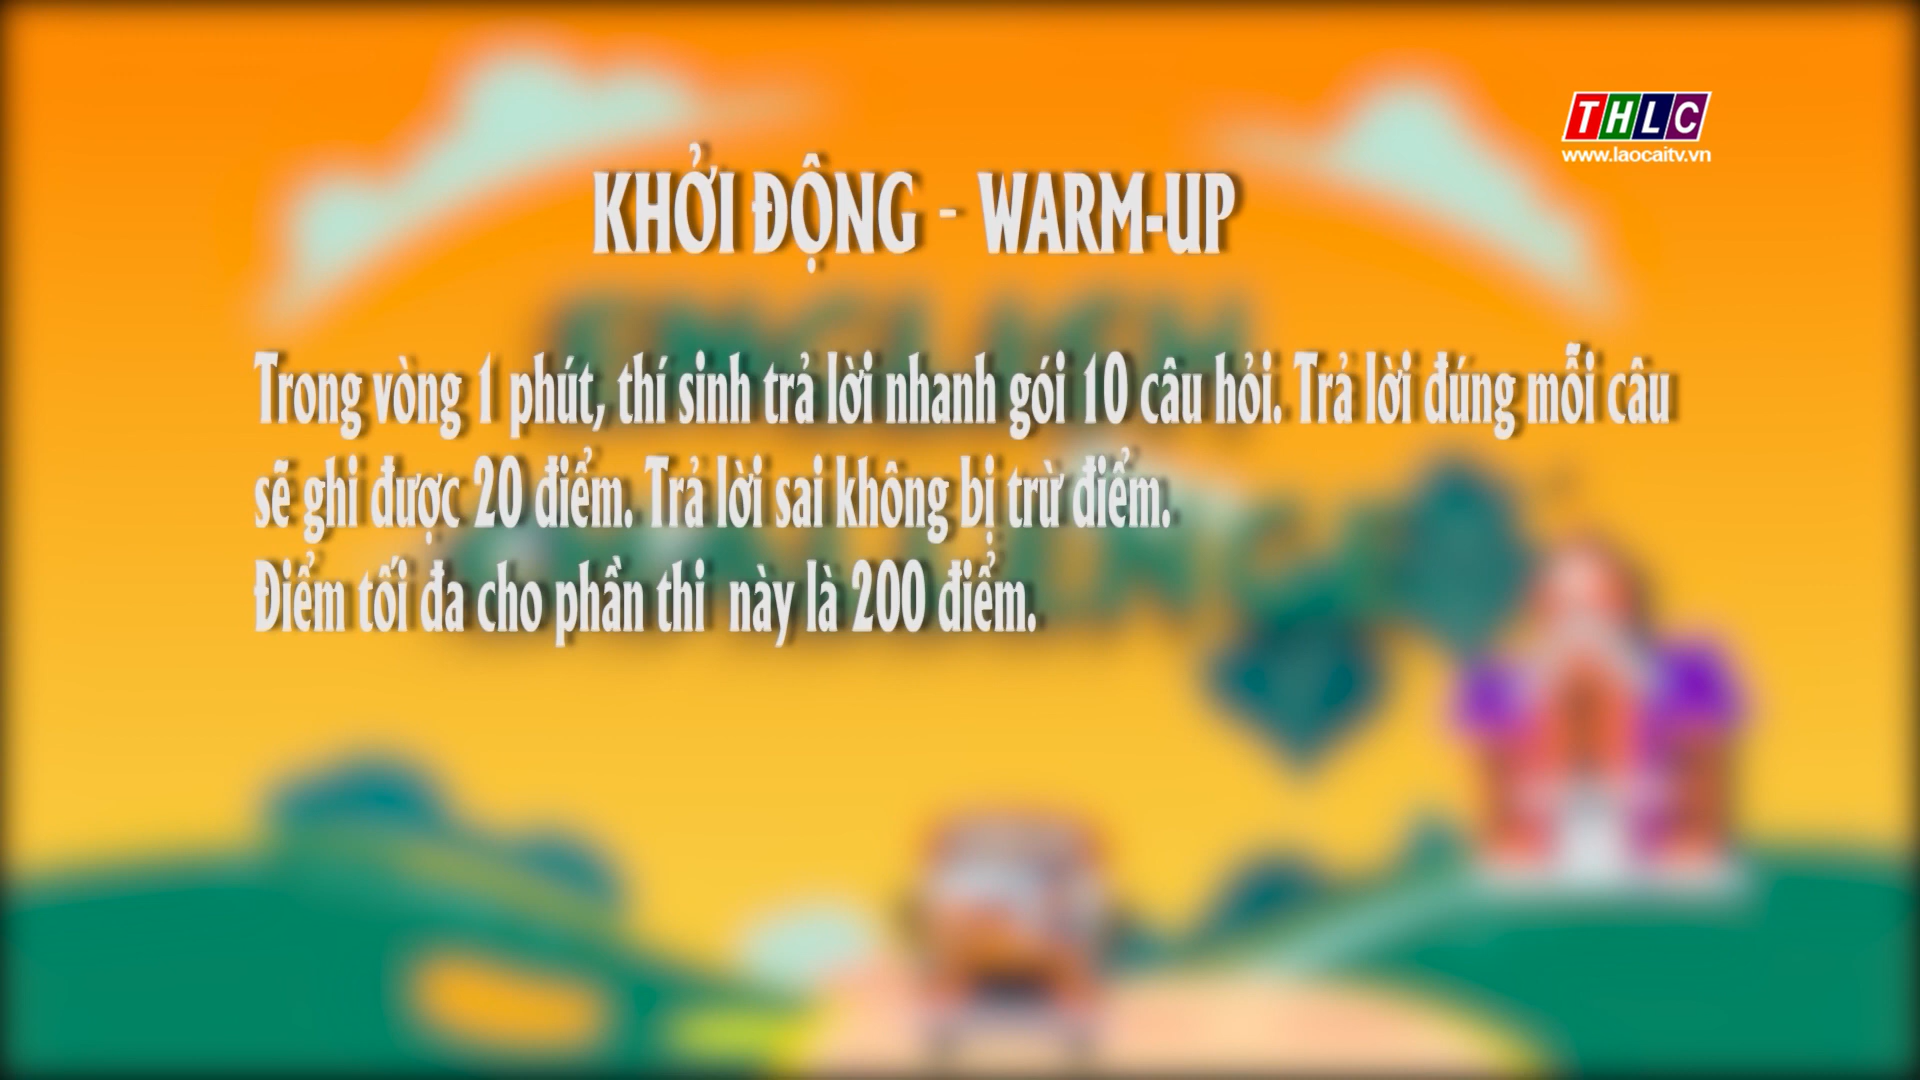 THLC
www.laocaitv.vn
KHỞI ĐỘNG - WARM-UP
Trong vòng 1 phút, thí sinh trả lời nhanh gói 10 câu hỏi. Trả lời đúng mỗi câu
sẽ ghi được 20 điểm. Trả lời sai không bị trừ điểm.
Điểm tối đa cho phần thi  này là 200 điểm.